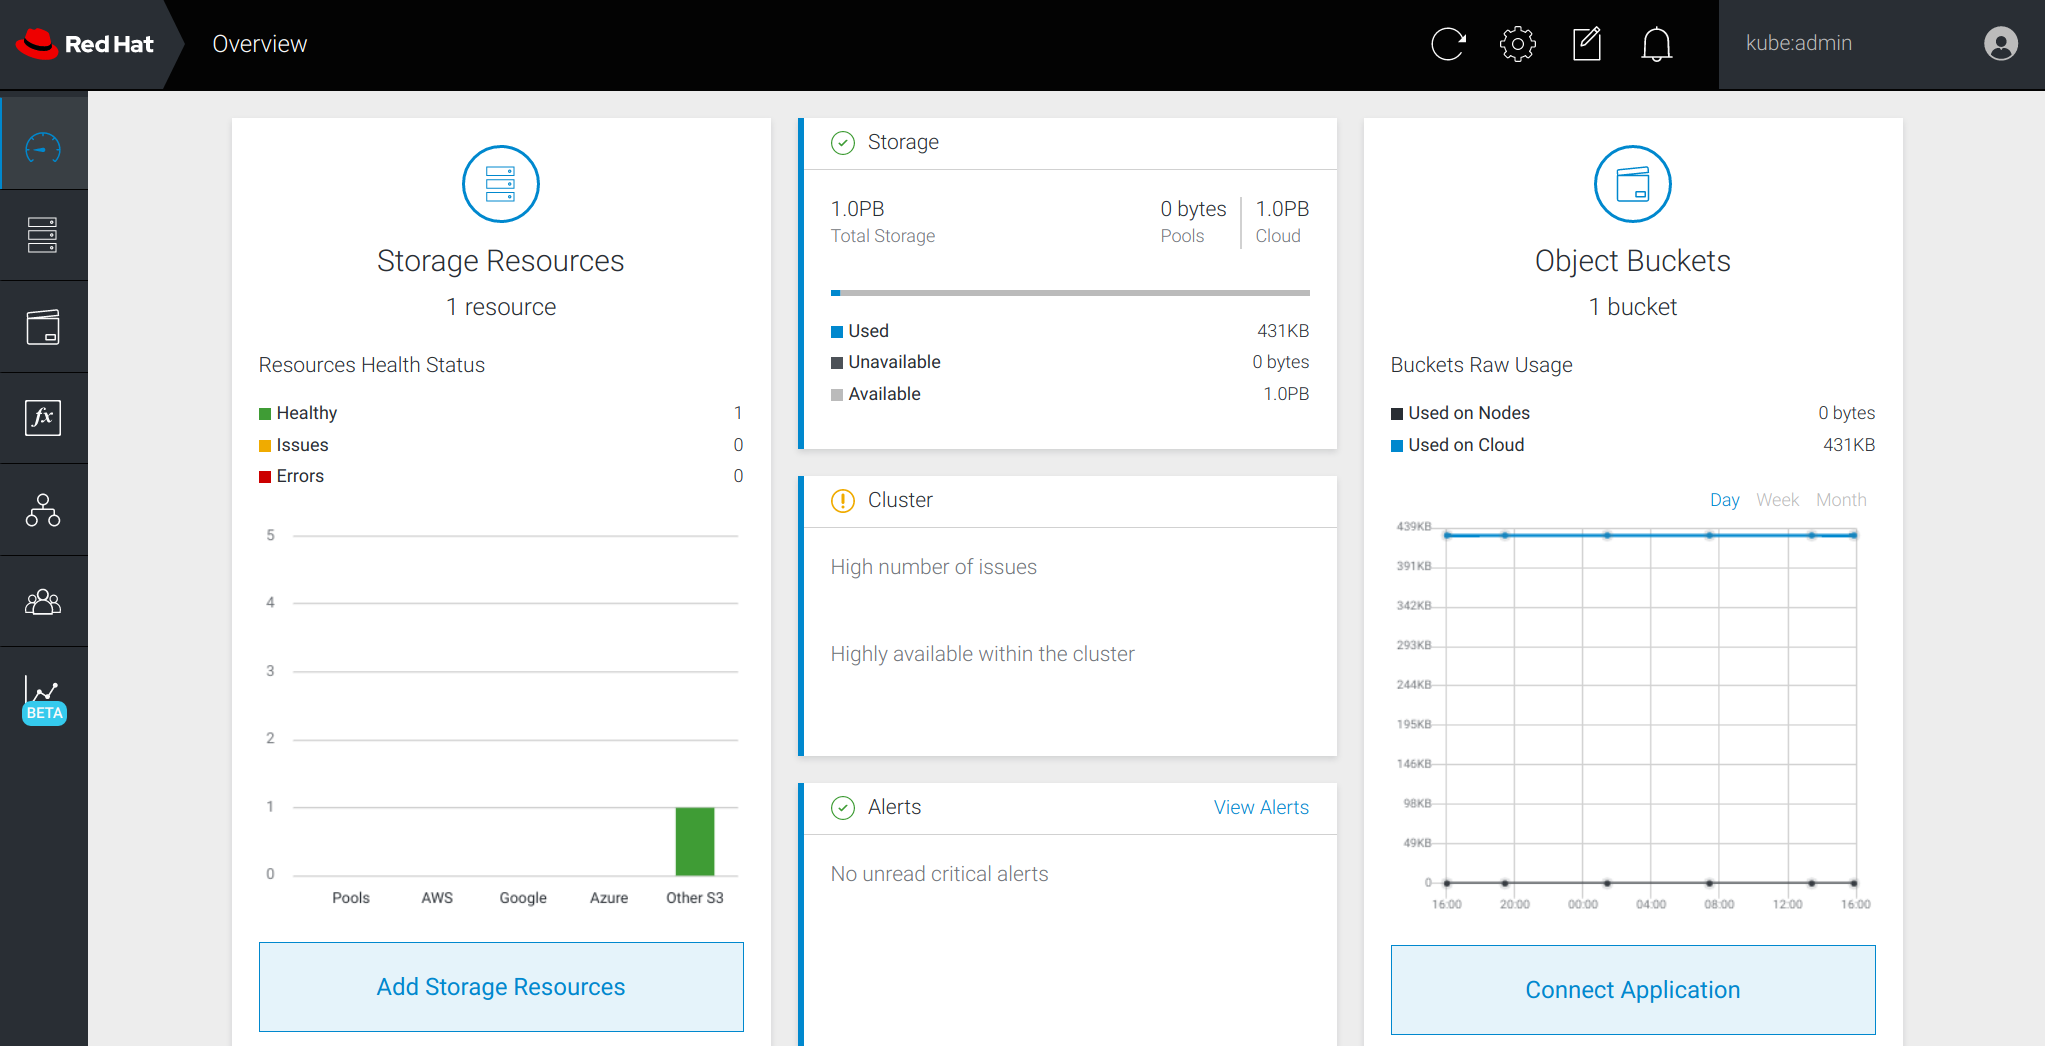 Red Hat
Overview
kube:admin
BETA
Storage Resources
1 resource
Resources Health Status
Healthy 1
Issues 0
Errors 0
5
4
3
2
1
0
Pools AWS Google Azure Other S3
Add Storage Resources
Storage
1.0PB 0 bytes 1.0PB
Total Storage Pools Cloud
Used 431KB
Unavailable 0 bytes
Available 1.0PB
Cluster
High number of issues
Highly available within the cluster
Alerts View Alerts
No unread critical alerts
Object Buckets
1 bucket
Buckets Raw Usage
Used on Nodes 0 bytes
Used on Cloud 431KB
Day Week Month
439KB
391KB
342KB
293KB
244KB
195KB
146KB
98KB
49KB
0
16:00 20:00 00:00 04:00 08:00 12:00 16:00
Connect Application